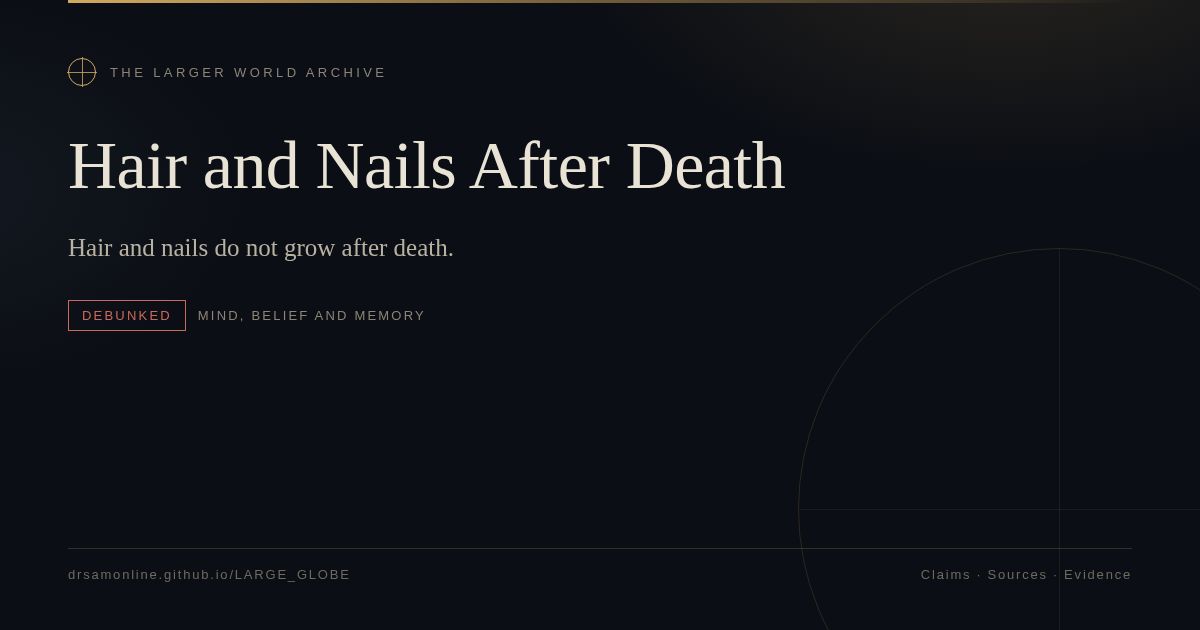 THE LARGER WORLD ARCHIVE
Hair and Nails After Death
Hair and nails do not grow after death.
DEBUNKED MIND, BELIEF AND MEMORY
drsamonline.github.io/LARGE_GLOBE Claims · Sources · Evidence